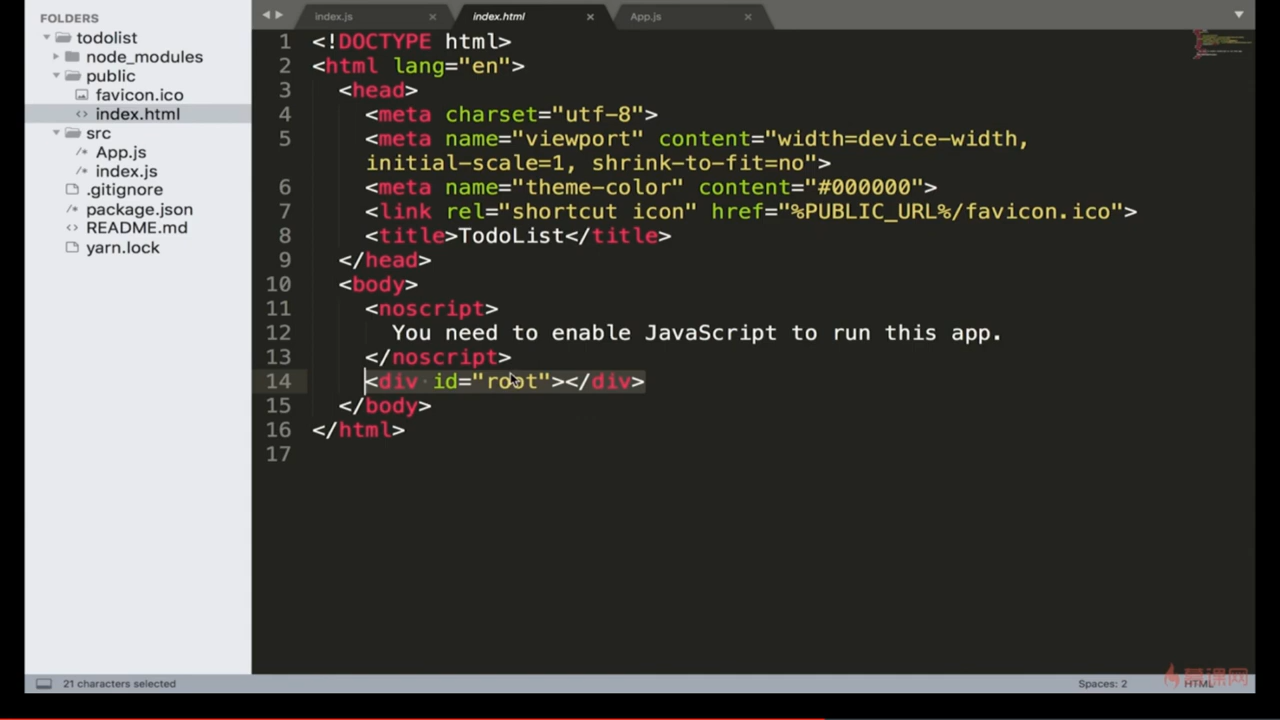 FOLDERS
todolist
node_modules
public
favicon.ico
index.html
src
App.js
index.js
.gitignore
package.json
README.md
yarn.lock
index.js
index.html
App.js
1 <!DOCTYPE html>
2 <html lang="en">
3 <head>
4 <meta charset="utf-8">
5 <meta name="viewport" content="width=device-width,
initial-scale=1, shrink-to-fit=no">
6 <meta name="theme-color" content="#000000">
7 <link rel="shortcut icon" href="%PUBLIC_URL%/favicon.ico">
8 <title>TodoList</title>
9 </head>
10 <body>
11 <noscript>
12 You need to enable JavaScript to run this app.
13 </noscript>
14 <div id="root"></div>
15 </body>
16 </html>
17
21 characters selected
Spaces: 2
HTML
慕课网